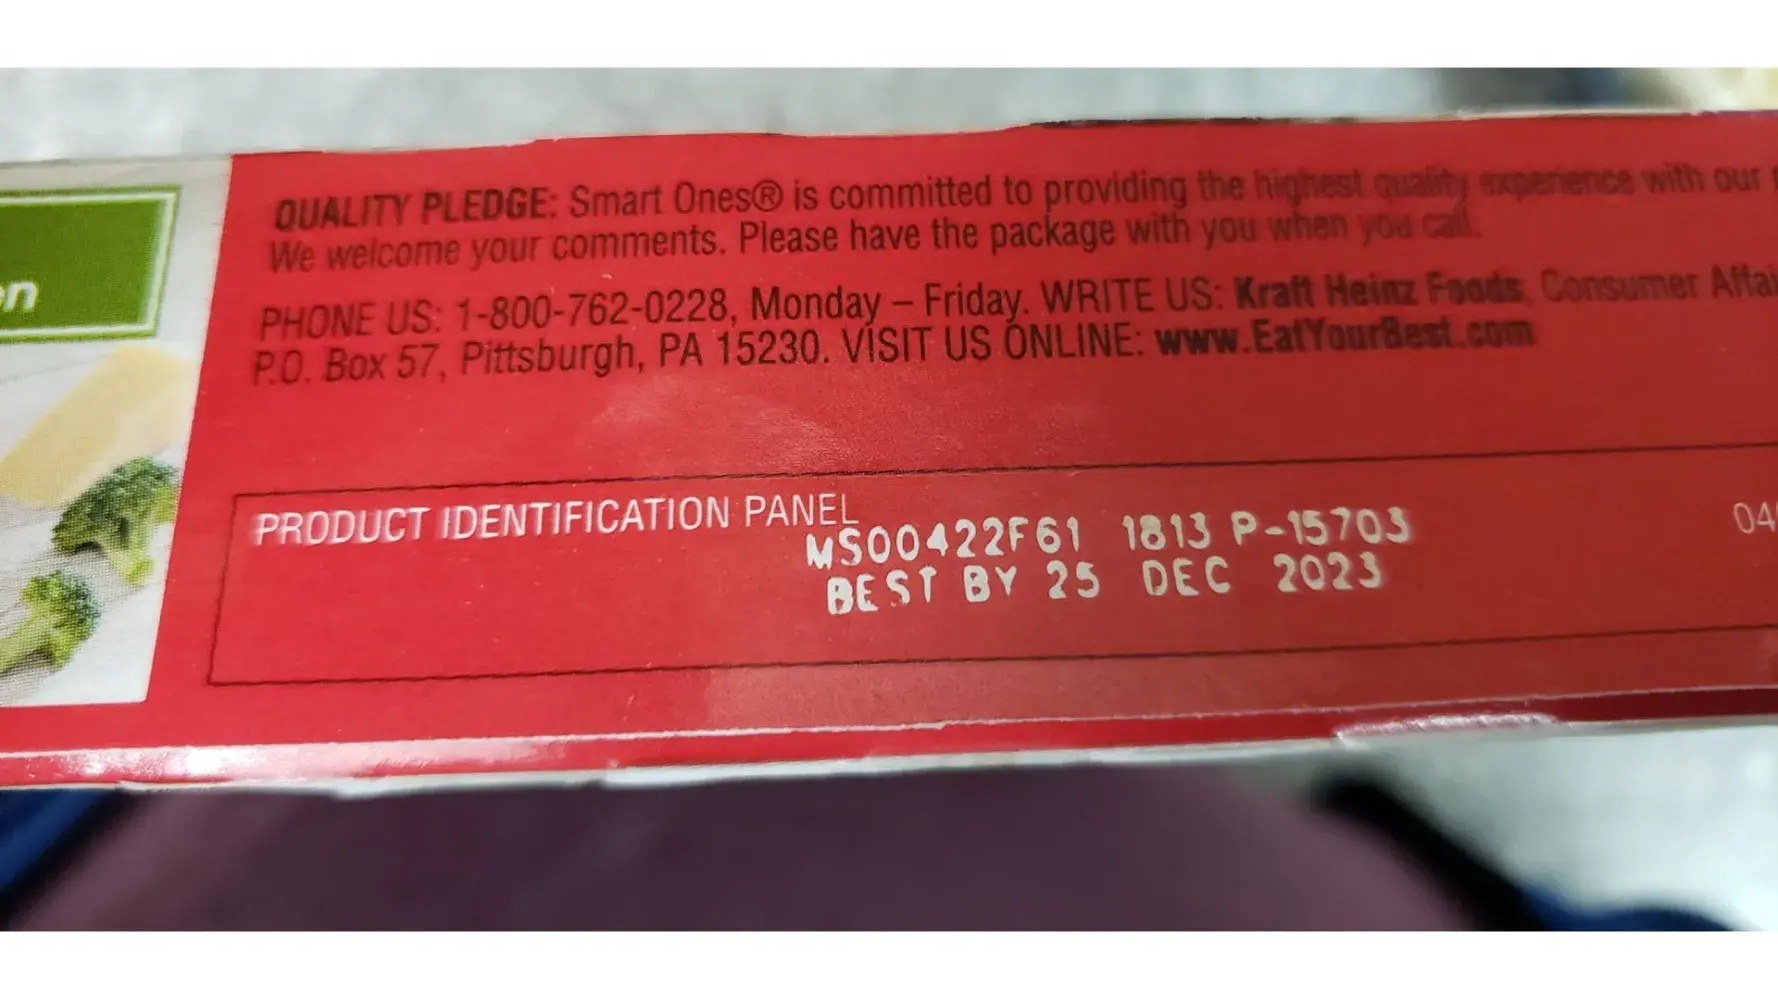 en
QUALITY PLEDGE: Smart Ones® is committed to providing the highest quality experience with our
We welcome your comments. Please have the package with you when you call.
PHONE US: 1-800-762-0228, Monday – Friday. WRITE US: Kraft Heinz Foods, Consumer Affai
P.O. Box 57, Pittsburgh, PA 15230. VISIT US ONLINE: www.EatYourBest.com
PRODUCT IDENTIFICATION PANEL
04
MS00422F61 1813 P-15703
BEST BY 25 DEC 2023